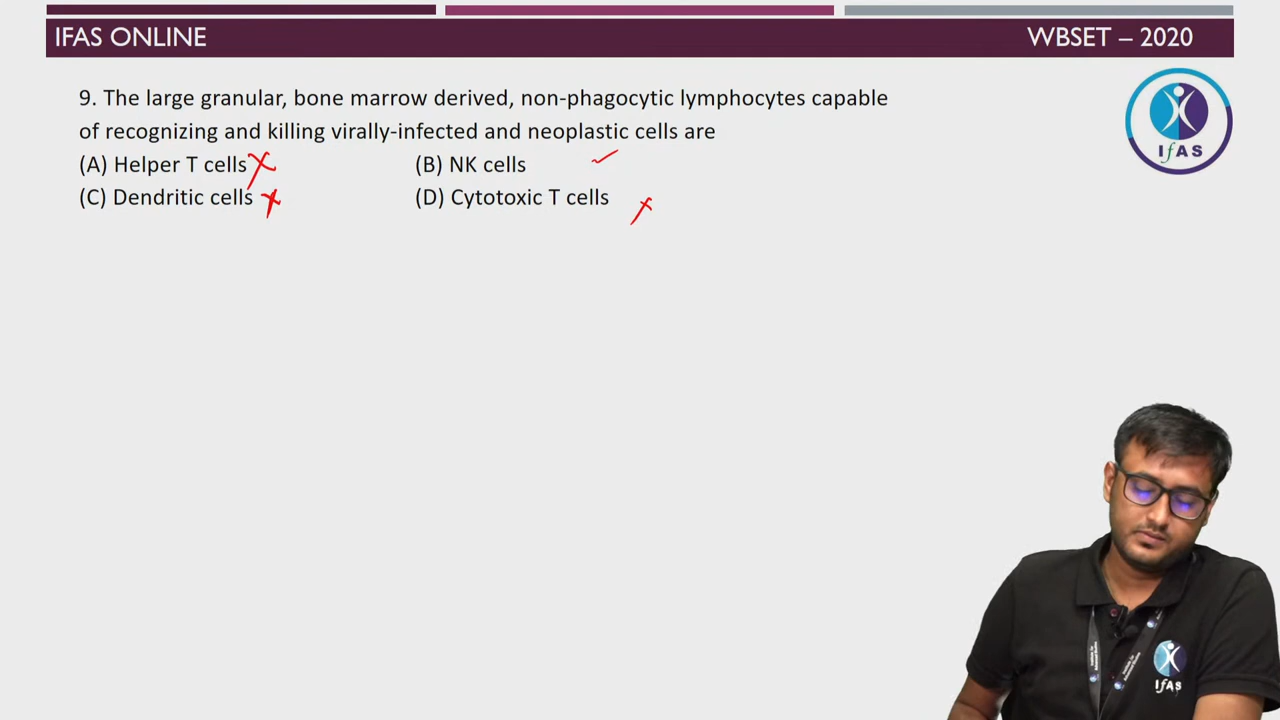 IFAS ONLINE
WBSET – 2020
9. The large granular, bone marrow derived, non-phagocytic lymphocytes capable
of recognizing and killing virally-infected and neoplastic cells are
(A) Helper T cells
(B) NK cells
(C) Dendritic cells
(D) Cytotoxic T cells
IfAS
IfAS